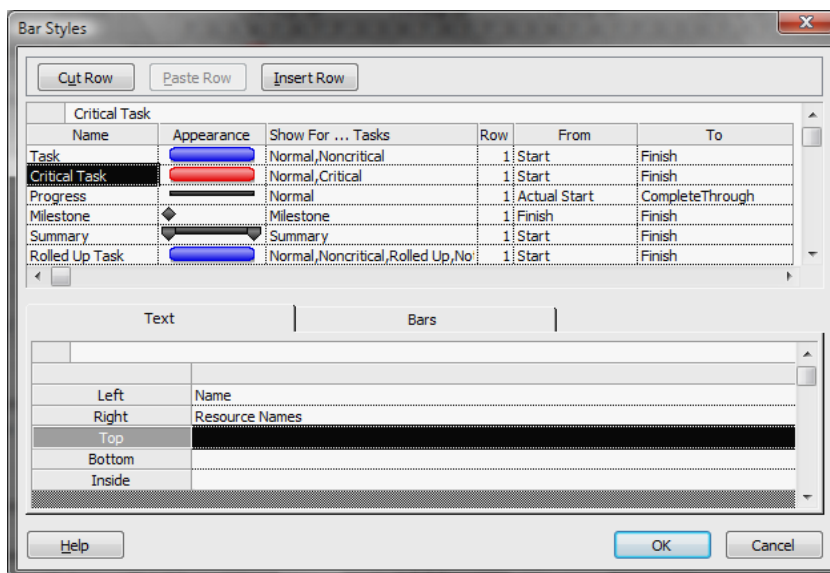 Bar Styles
Cut Row Paste Row Insert Row
Critical Task
Name Appearance Show For ... Tasks Row From To
Task Normal,Noncritical 1 Start Finish
Critical Task Normal,Critical 1 Start Finish
Progress Normal 1 Actual Start CompleteThrough
Milestone Milestone 1 Finish Finish
Summary Summary 1 Start Finish
Rolled Up Task Normal,Noncritical,Rolled Up,No 1 Start Finish
Text Bars
Left Name
Right Resource Names
Top
Bottom
Inside
Help OK Cancel